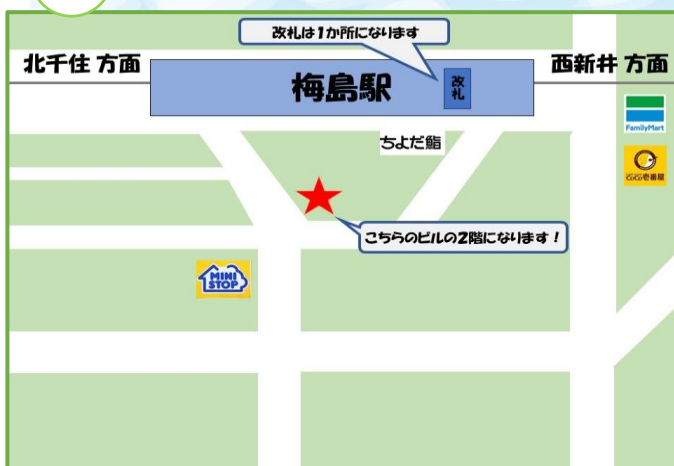 改札は1か所になります
北千住 方面
梅島駅
改札
西新井 方面
FamilyMart
ちよだ鮨
CoCo壱番屋
こちらのビルの2階になります！
MINI
STOP